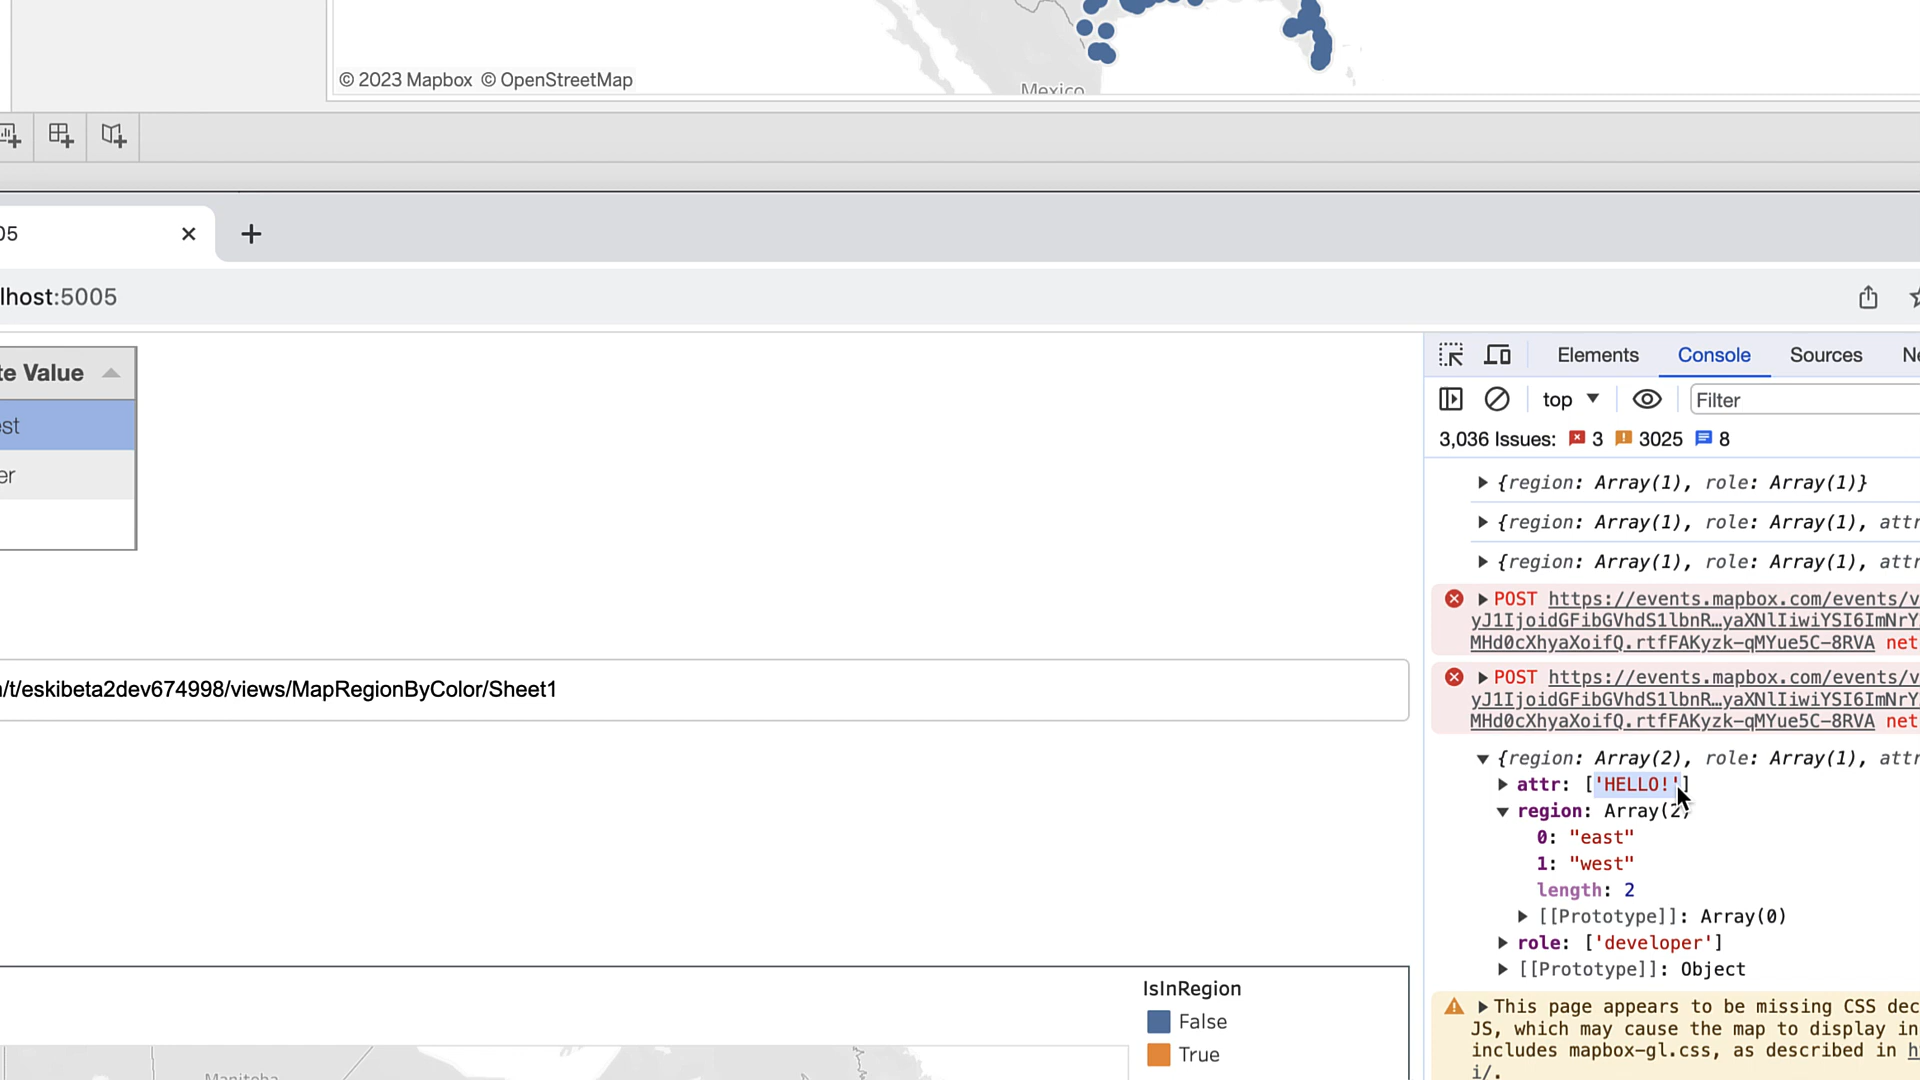 © 2023 Mapbox © OpenStreetMap
Mexico
05
lhost:5005
te Value
est
er
/t/eskibeta2dev674998/views/MapRegionByColor/Sheet1
IsInRegion
False
True
Manitoba
Elements Console Sources Ne
top Filter
3,036 Issues: 3 3025 8
{region: Array(1), role: Array(1)}
{region: Array(1), role: Array(1), attr
{region: Array(1), role: Array(1), attr
POST https://events.mapbox.com/events/v
yJ1IjoidGFibGVhdS1lbnR…yaXNlIiwiYSI6ImNrY
MHd0cXhyaXoifQ.rtfFAKyzk-qMYue5C-8RVA net
POST https://events.mapbox.com/events/v
yJ1IjoidGFibGVhdS1lbnR…yaXNlIiwiYSI6ImNrY
MHd0cXhyaXoifQ.rtfFAKyzk-qMYue5C-8RVA net
{region: Array(2), role: Array(1), attr
attr: ['HELLO!']
region: Array(2)
0: "east"
1: "west"
length: 2
[[Prototype]]: Array(0)
role: ['developer']
[[Prototype]]: Object
This page appears to be missing CSS dec
JS, which may cause the map to display in
includes mapbox-gl.css, as described in h
i/.